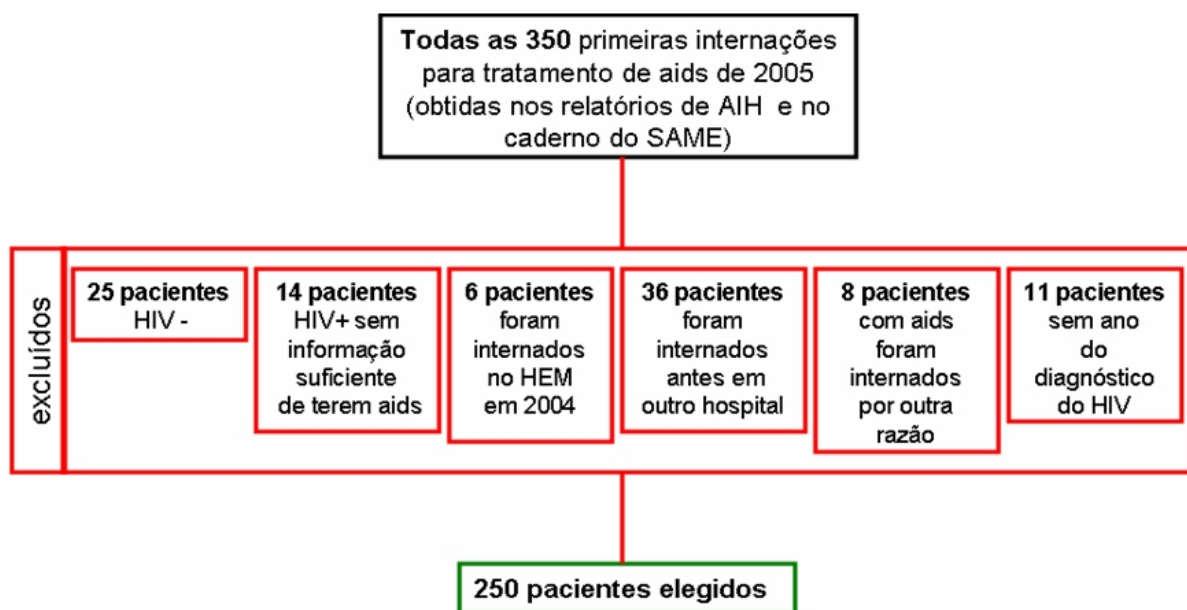 Todas as 350 primeiras internações
para tratamento de aids de 2005
(obtidas nos relatórios de AIH e no
caderno do SAME)
excluídos
25 pacientes
HIV -
14 pacientes
HIV+ sem
informação
suficiente
de terem aids
6 pacientes
foram
internados
no HEM
em 2004
36 pacientes
foram
internados
antes em
outro hospital
8 pacientes
com aids
foram
internados
por outra
razão
11 pacientes
sem ano
do
diagnóstico
do HIV
250 pacientes elegidos